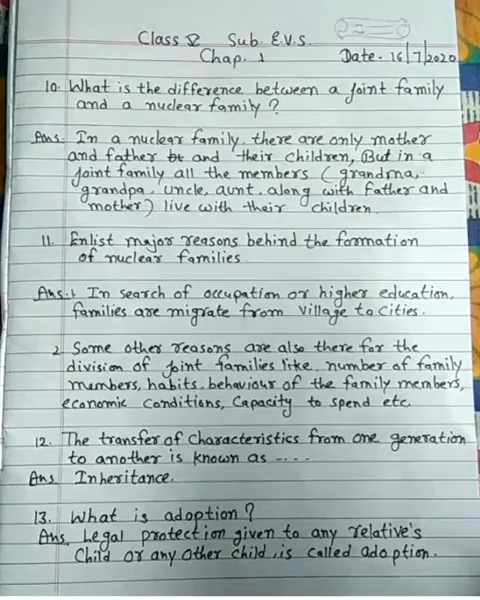 Class V Sub. E.V.S.
Chap. 1 Date. 16/7/2020
10. What is the difference between a joint family
and a nuclear family?
Ans. In a nuclear family, there are only mother
and father and their children, But in a
joint family all the members (grandma,
grandpa, uncle, aunt, along with father and
mother) live with their children.
11. Enlist major reasons behind the formation
of nuclear families.
Ans.1. In search of occupation or higher education,
families are migrate from village to cities.
2. Some other reasons are also there for the
division of joint families like, number of family
members, habits, behaviour of the family members,
economic conditions, Capacity to spend etc.
12. The transfer of characteristics from one generation
to another is known as ....
Ans. Inheritance.
13. What is adoption?
Ans. Legal protection given to any relative's
child or any other child, is called adoption.